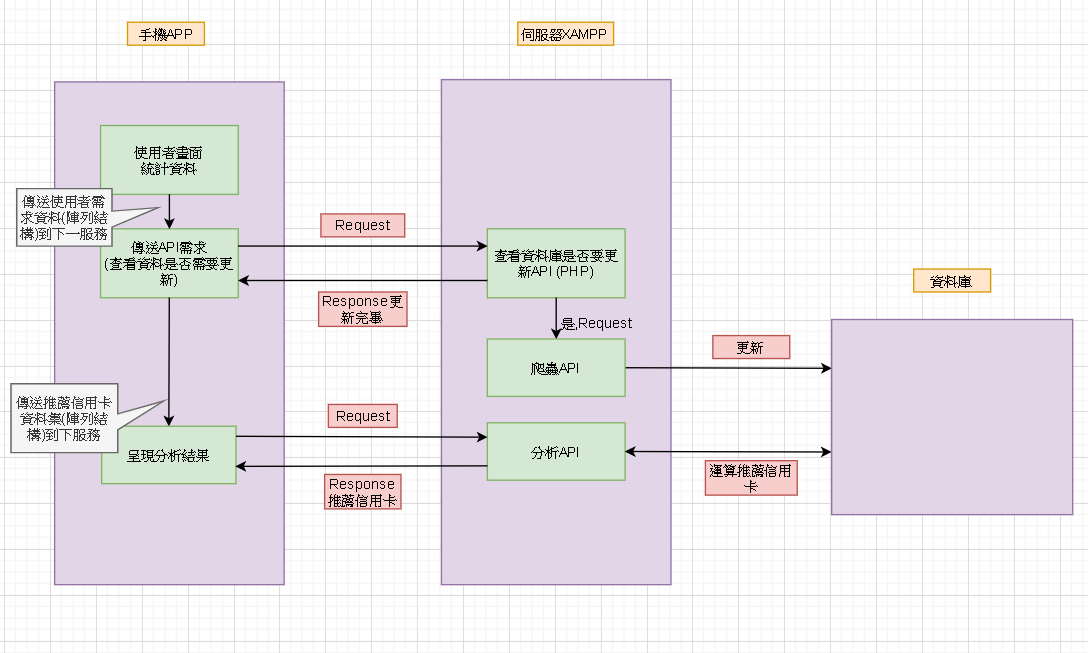 手機APP
伺服器XAMPP
使用者畫面
統計資料
傳送使用者需
求資料(陣列結
構)到下一服務
傳送API需求
(查看資料是否需要更
新)
Request
Response更
新完畢
查看資料庫是否要更
新API (PHP)
是,Request
資料庫
爬蟲API
更新
傳送推薦信用卡
資料集(陣列結
構)到下服務
呈現分析結果
Request
Response
推薦信用卡
分析API
運算推薦信用
卡